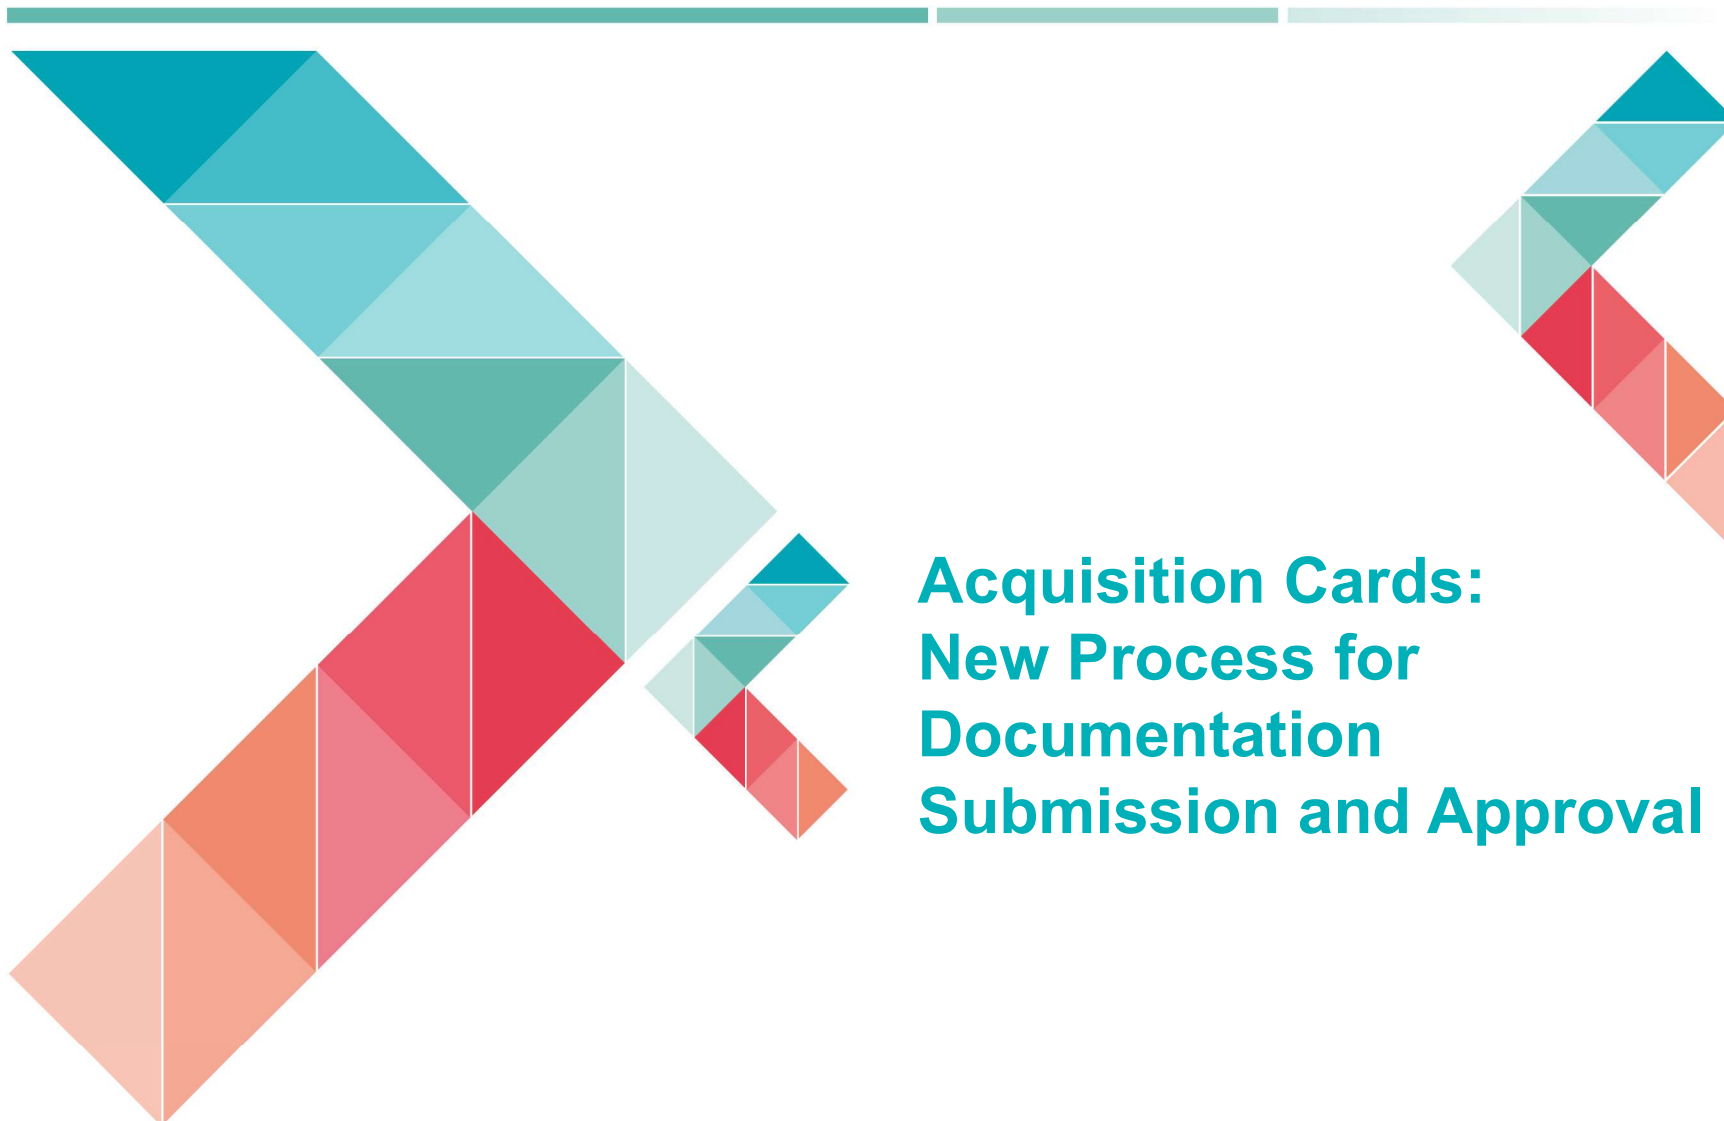 Acquisition Cards:
New Process for
Documentation
Submission and Approval